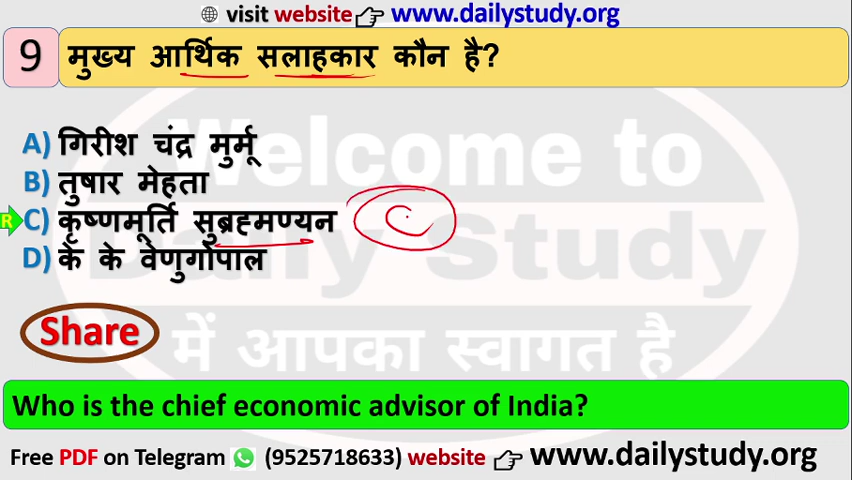 visit website www.dailystudy.org
9 मुख्य आर्थिक सलाहकार कौन है?
A) गिरीश चंद्र मुर्मू
B) तुषार मेहता
R C) कृष्णमूर्ति सुब्रह्मण्यन C
D) के के वेणुगोपाल
Welcome to
Daily Study
में आपका स्वागत है
Share
Who is the chief economic advisor of India?
Free PDF on Telegram (9525718633) website www.dailystudy.org